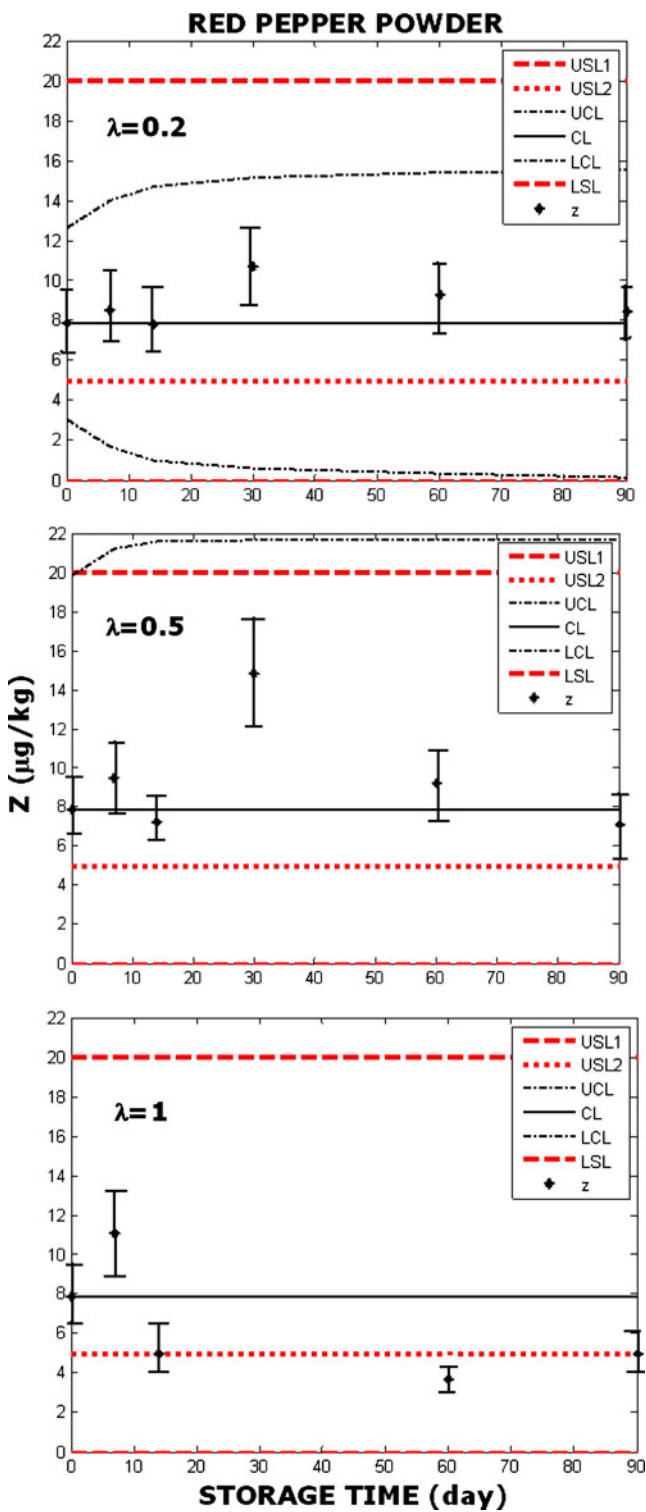 RED PEPPER POWDER
22
20
18
16
14
12
10
8
6
4
2
0
λ=0.2
USL1
USL2
UCL
CL
LCL
LSL
z
0 10 20 30 40 50 60 70 80 90
Z (µg/kg)
22
20
18
16
14
12
10
8
6
4
2
0
λ=0.5
USL1
USL2
UCL
CL
LCL
LSL
z
0 10 20 30 40 50 60 70 80 90
22
20
18
16
14
12
10
8
6
4
2
0
λ=1
USL1
USL2
UCL
CL
LCL
LSL
z
0 10 20 30 40 50 60 70 80 90
STORAGE TIME (day)